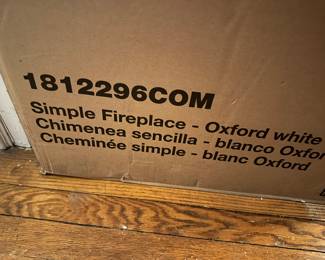 1812296COM
Simple Fireplace - Oxford white
Chimenea sencilla - blanco Oxfor
Cheminée simple - blanc Oxford